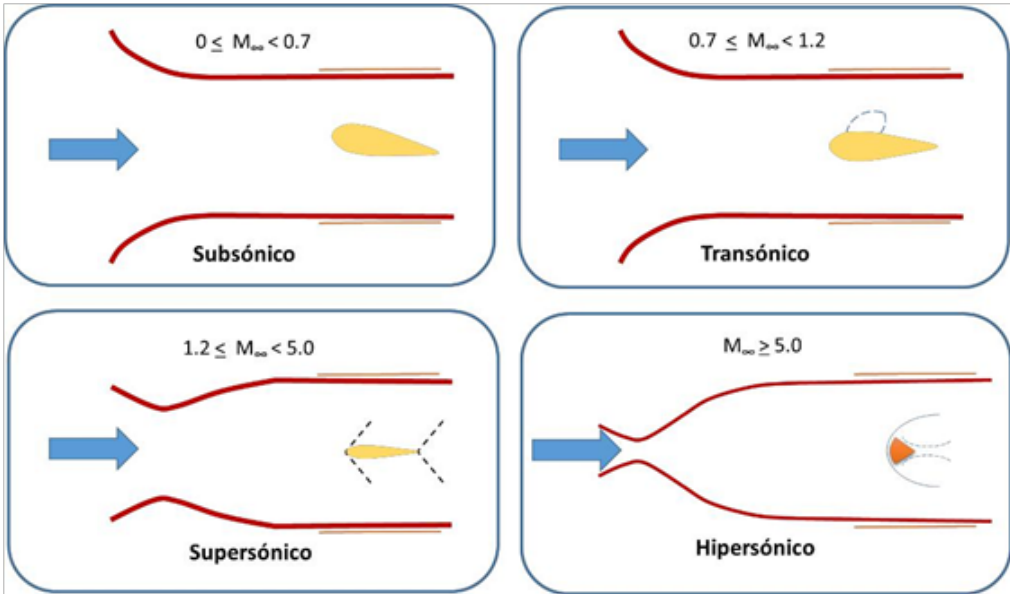 0 ≤ M∞ < 0.7
Subsónico
0.7 ≤ M∞ < 1.2
Transónico
1.2 ≤ M∞ < 5.0
Supersónico
M∞ ≥ 5.0
Hipersónico